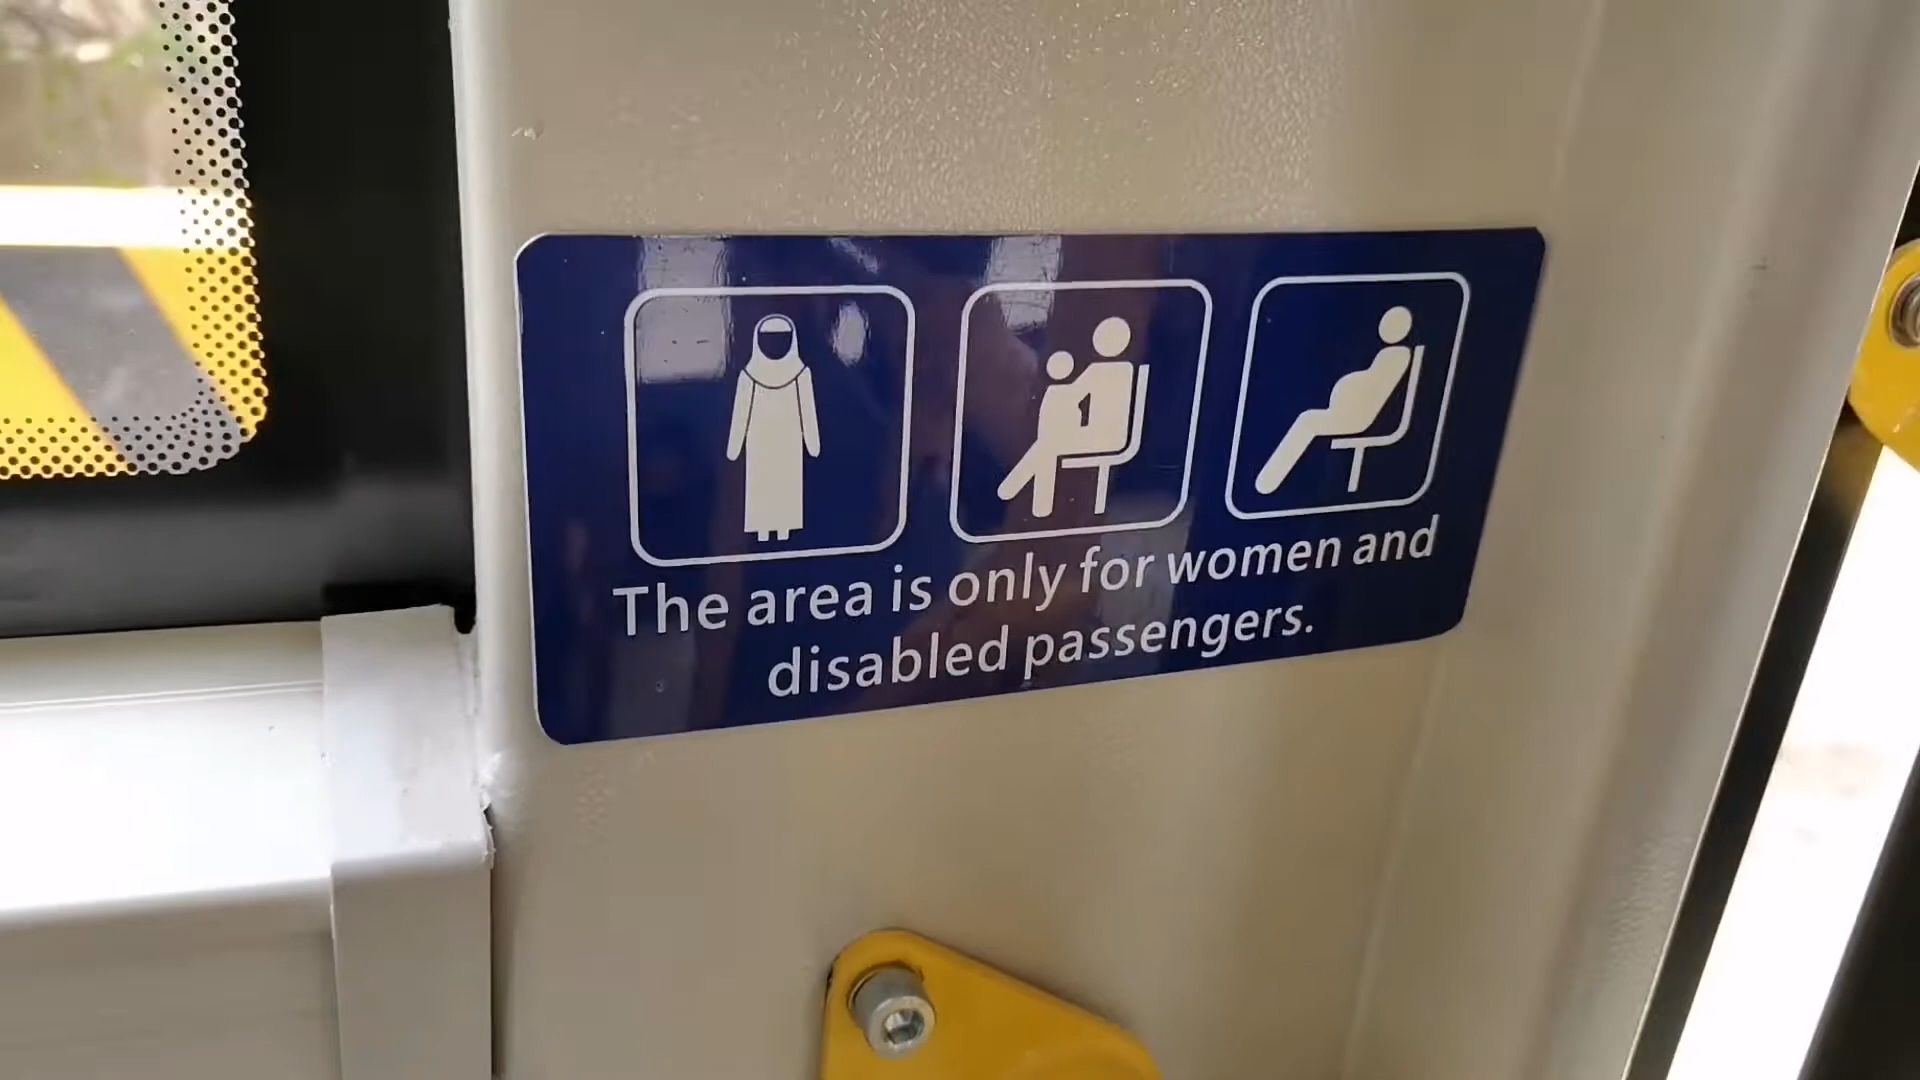 The area is only for women and
disabled passengers.